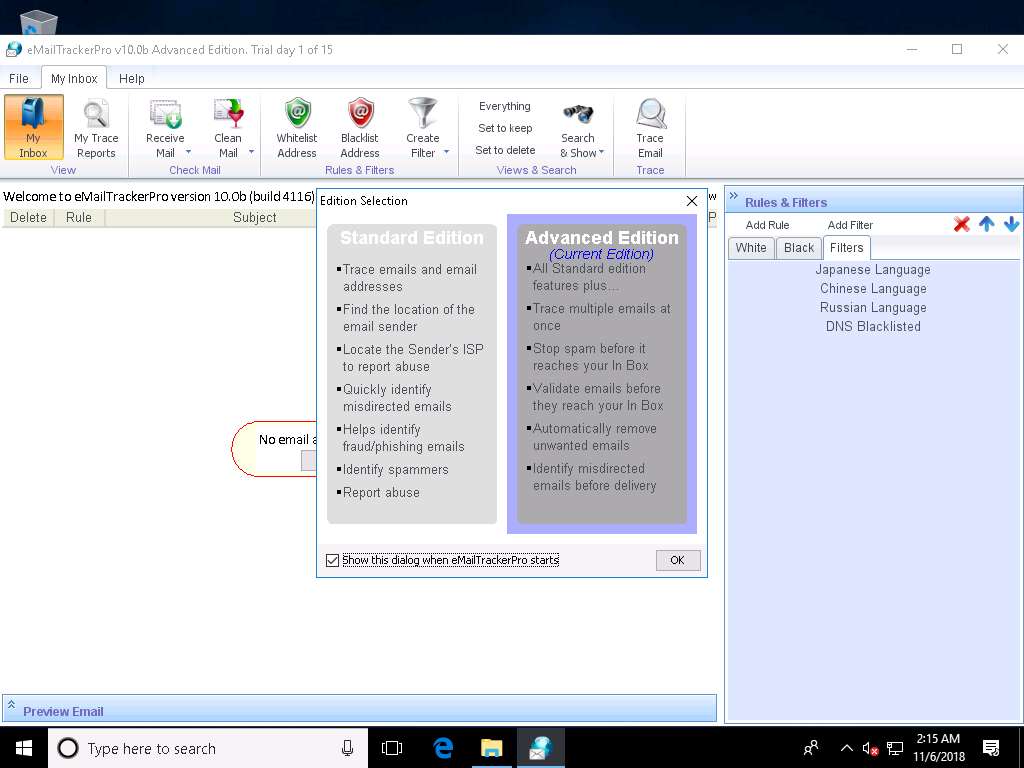 eMailTrackerPro v10.0b Advanced Edition. Trial day 1 of 15
File My Inbox Help
My Inbox
My Trace Reports
Receive Mail
Clean Mail
Whitelist Address
Blacklist Address
Create Filter
Everything
Set to keep
Set to delete
Search & Show
Trace Email
View
Check Mail
Rules & Filters
Views & Search
Trace
Welcome to eMailTrackerPro version 10.0b (build 4116)
Delete Rule Subject
No email
Edition Selection
Standard Edition
Trace emails and email
addresses
Find the location of the
email sender
Locate the Sender's ISP
to report abuse
Quickly identify
misdirected emails
Helps identify
fraud/phishing emails
Identify spammers
Report abuse
Advanced Edition
(Current Edition)
All Standard edition
features plus...
Trace multiple emails at
once
Stop spam before it
reaches your In Box
Validate emails before
they reach your In Box
Automatically remove
unwanted emails
Identify misdirected
emails before delivery
Show this dialog when eMailTrackerPro starts
OK
Rules & Filters
Add Rule Add Filter
White Black Filters
Japanese Language
Chinese Language
Russian Language
DNS Blacklisted
Preview Email
Type here to search
2:15 AM
11/6/2018